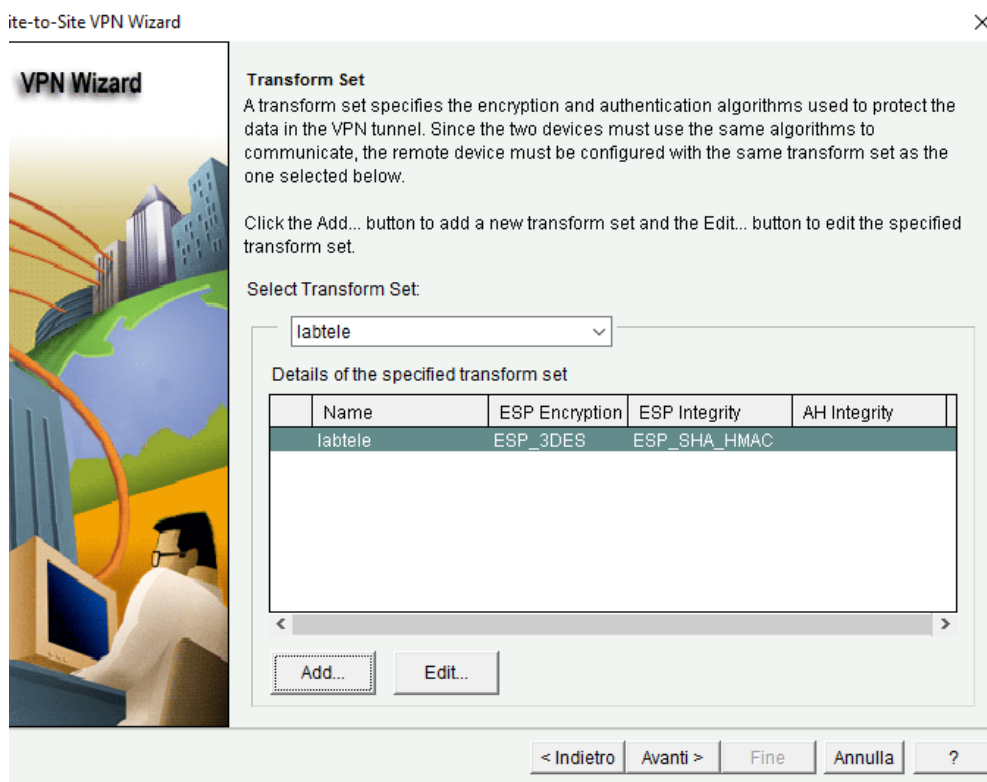 ite-to-Site VPN Wizard
VPN Wizard
Transform Set
A transform set specifies the encryption and authentication algorithms used to protect the
data in the VPN tunnel. Since the two devices must use the same algorithms to
communicate, the remote device must be configured with the same transform set as the
one selected below.
Click the Add... button to add a new transform set and the Edit... button to edit the specified
transform set.
Select Transform Set:
labtele
Details of the specified transform set
Name ESP Encryption ESP Integrity AH Integrity
labtele ESP_3DES ESP_SHA_HMAC
Add... Edit...
< Indietro Avanti > Fine Annulla ?